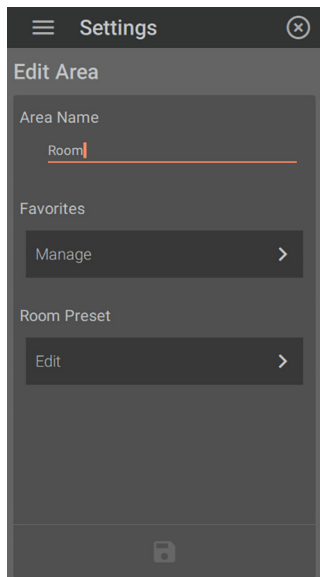 Settings
Edit Area
Area Name
Room
Favorites
Manage
Room Preset
Edit